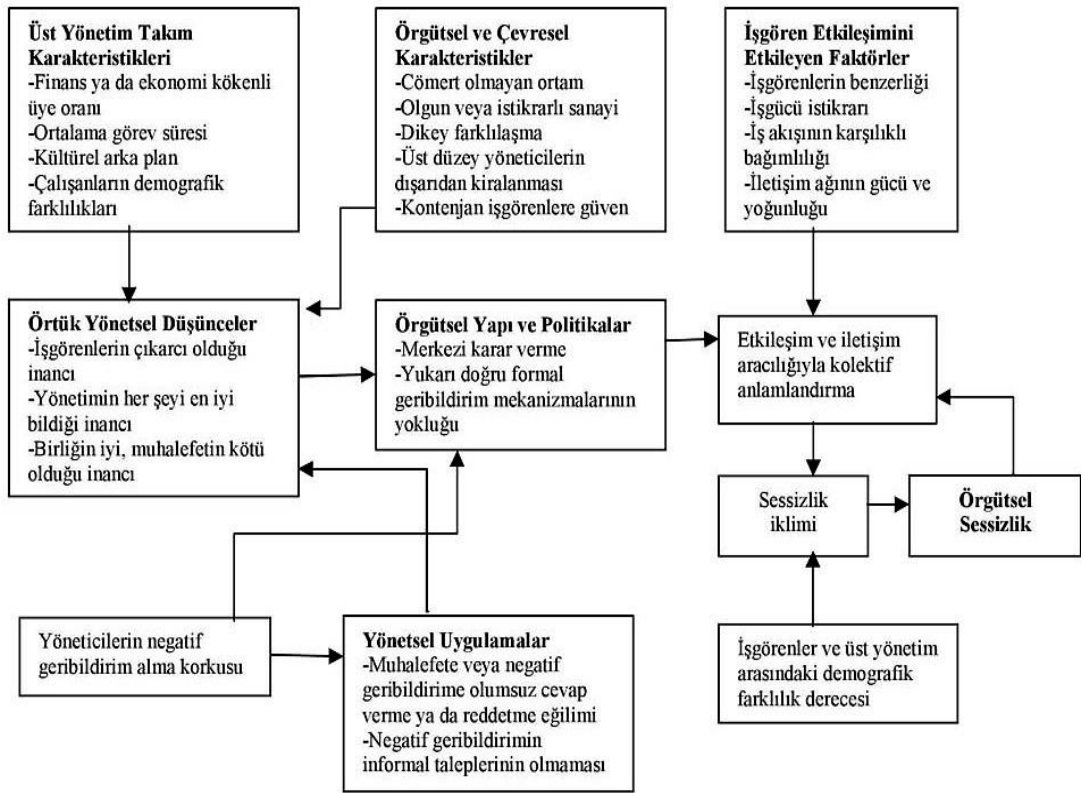 Üst Yönetim Takım
Karakteristikleri
-Finans ya da ekonomi kökenli
üye oranı
-Ortalama görev süresi
-Kültürel arka plan
-Çalışanların demografik
farklılıkları
Örgütsel ve Çevresel
Karakteristikler
-Cömert olmayan ortam
-Olgun veya istikrarlı sanayi
-Dikey farklılaşma
-Üst düzey yöneticilerin
dışarıdan kiralanması
-Kontenjan işgörenlere güven
İşgören Etkileşimini
Etkileyen Faktörler
-İşgörenlerin benzerliği
-İşgücü istikrarı
-İş akışının karşılıklı
bağımlılığı
-İletişim ağının gücü ve
yoğunluğu
Örtük Yönetsel Düşünceler
-İşgörenlerin çıkarcı olduğu
inancı
-Yönetimin her şeyi en iyi
bildiği inancı
-Birliğin iyi, muhalefetin kötü
olduğu inancı
Örgütsel Yapı ve Politikalar
-Merkezi karar verme
-Yukarı doğru formal
geribildirim mekanizmalarının
yokluğu
Etkileşim ve iletişim
aracılığıyla kolektif
anlamlandırma
Sessizlik
iklimi
Örgütsel
Sessizlik
Yöneticilerin negatif
geribildirim alma korkusu
Yönetsel Uygulamalar
-Muhalefete veya negatif
geribildirime olumsuz cevap
verme ya da reddetme eğilimi
-Negatif geribildirimin
informal taleplerinin olmaması
İşgörenler ve üst yönetim
arasındaki demografik
farklılık derecesi